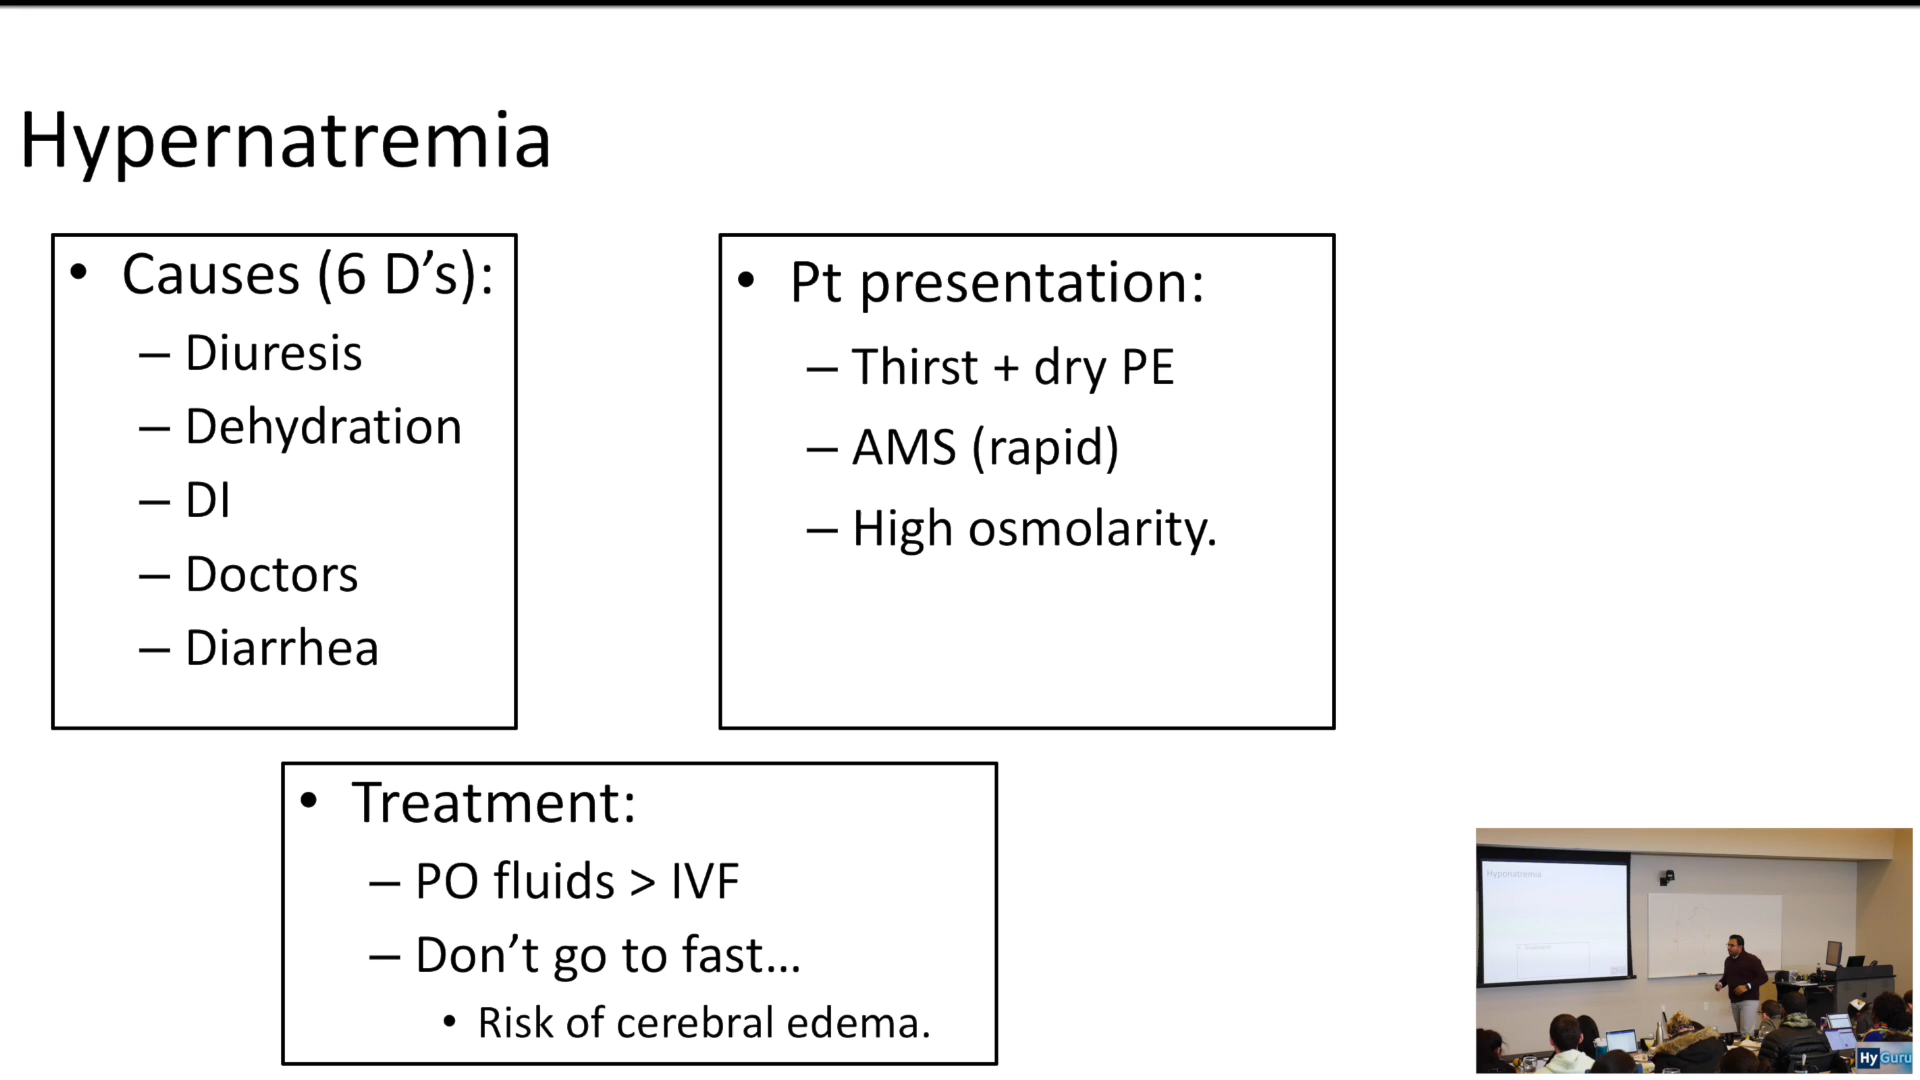 Hypernatremia
• Causes (6 D’s):
– Diuresis
– Dehydration
– DI
– Doctors
– Diarrhea
• Pt presentation:
– Thirst + dry PE
– AMS (rapid)
– High osmolarity.
• Treatment:
– PO fluids > IVF
– Don’t go to fast…
• Risk of cerebral edema.
Hyponatremia
Hy Guru